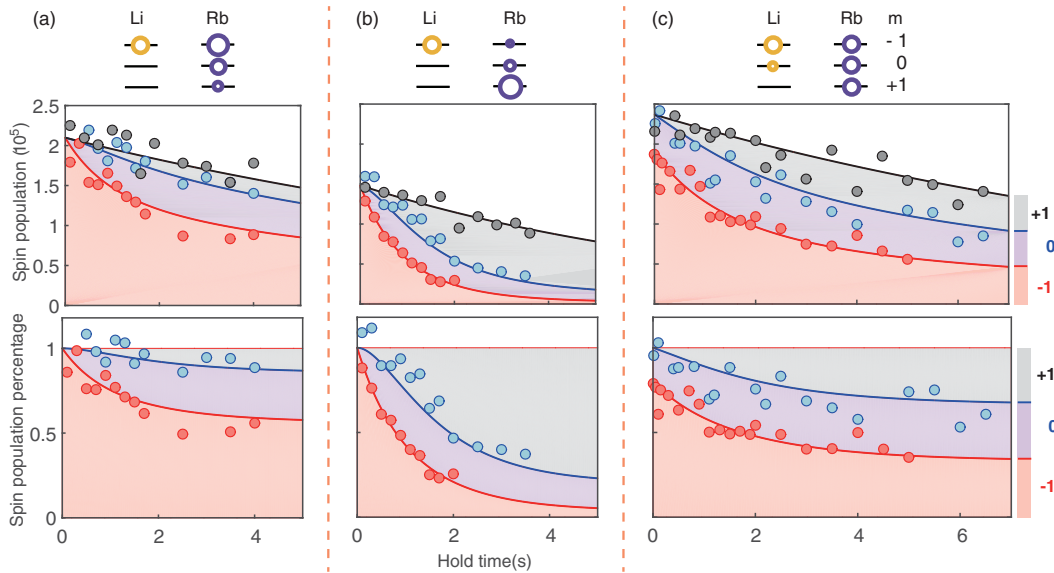 (a) Li Rb
(b) Li Rb
(c) Li Rb m
- 1
0
+1
Spin population (10⁵)
2.5
2
1.5
1
0.5
0
+1
0
-1
Spin population percentage
1
0.5
0
+1
0
-1
0 2 4
0 2 4
0 2 4 6
Hold time(s)